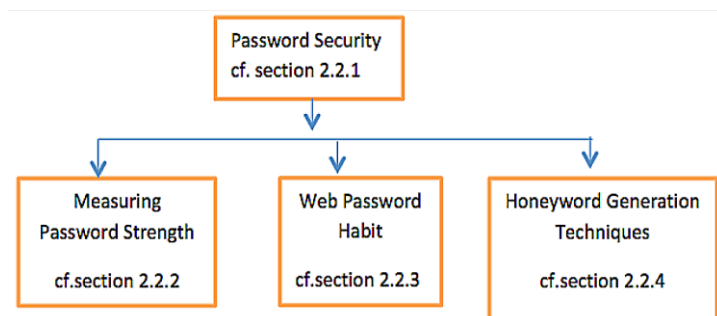 Password Security
cf. section 2.2.1
Measuring
Password Strength
cf.section 2.2.2
Web Password
Habit
cf.section 2.2.3
Honeyword Generation
Techniques
cf.section 2.2.4